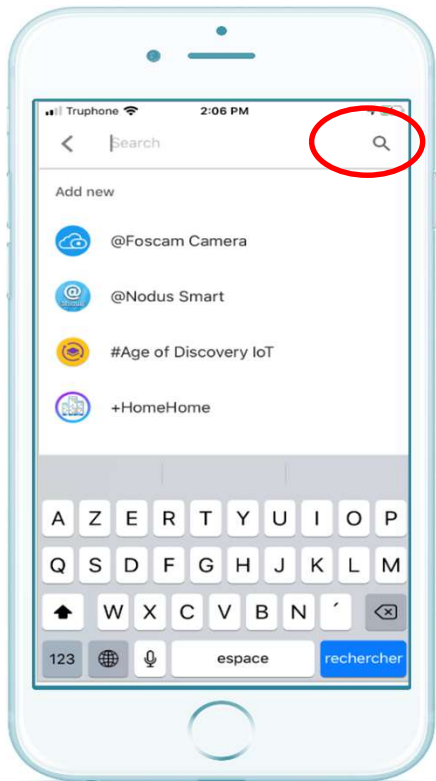 Truphone 2:06 PM
Search
Add new
@Foscam Camera
@Nodus Smart
#Age of Discovery IoT
+HomeHome
A Z E R T Y U I O P
Q S D F G H J K L M
W X C V B N ´
123 espace rechercher